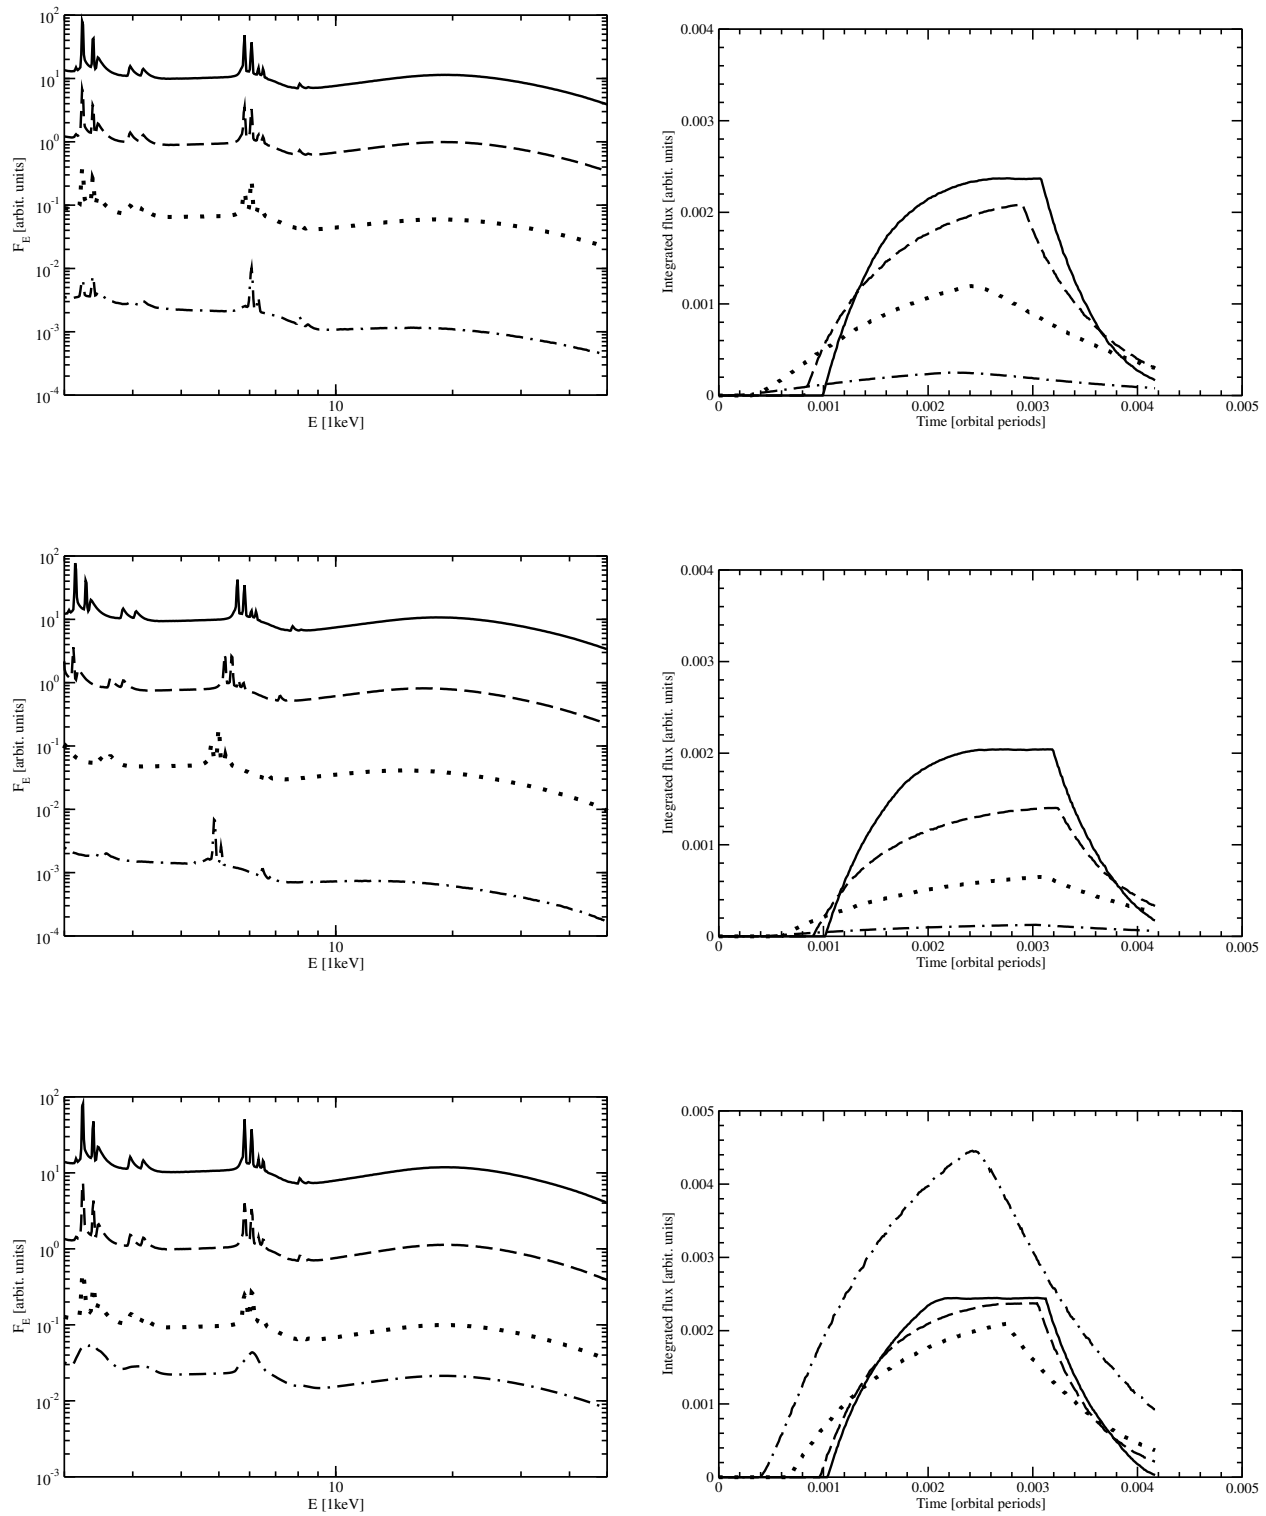 10^2
10^1
10^0
10^-1
10^-2
10^-3
10^-4
F_E [arbit. units]
10
E [1keV]
0.004
0.003
0.002
0.001
0
Integrated flux [arbit. units]
0 0.001 0.002 0.003 0.004 0.005
Time [orbital periods]
10^2
10^1
10^0
10^-1
10^-2
10^-3
10^-4
F_E [arbit. units]
10
E [1keV]
0.004
0.003
0.002
0.001
0
Integrated flux [arbit. units]
0 0.001 0.002 0.003 0.004 0.005
Time [orbital periods]
10^2
10^1
10^0
10^-1
10^-2
10^-3
F_E [arbit. units]
10
E [1keV]
0.005
0.004
0.003
0.002
0.001
0
Integrated flux [arbit. units]
0 0.001 0.002 0.003 0.004 0.005
Time [orbital periods]